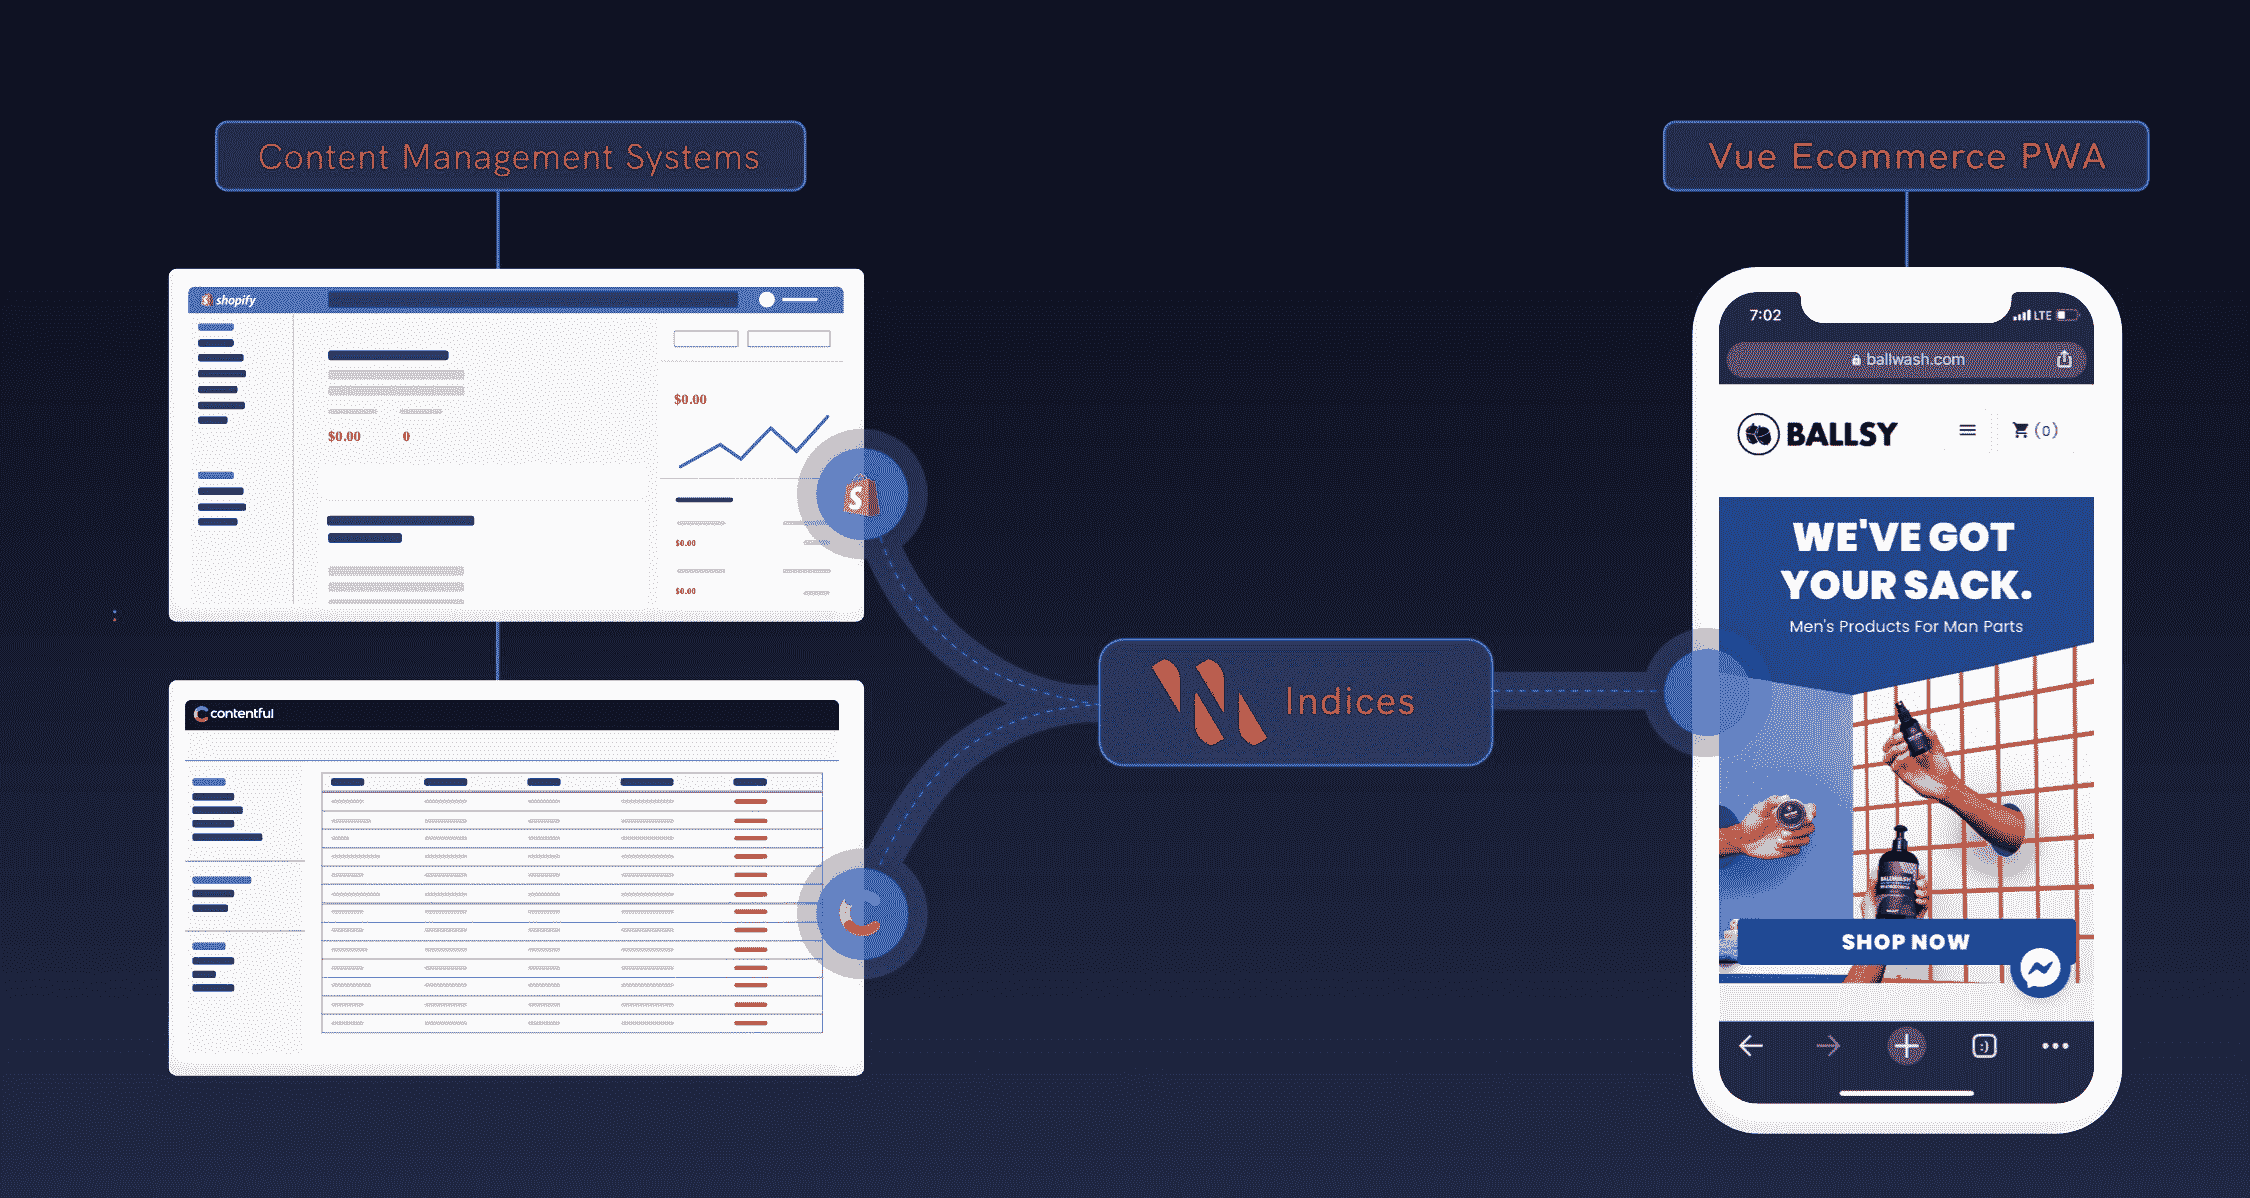 Content Management Systems
shopify
$0.00
0
$0.00
$0.00
$0.00
contentful
Indices
Vue Ecommerce PWA
7:02
LTE
ballwash.com
BALLSY
(0)
WE'VE GOT
YOUR SACK.
Men's Products For Man Parts
BALLWASH
SHOP NOW